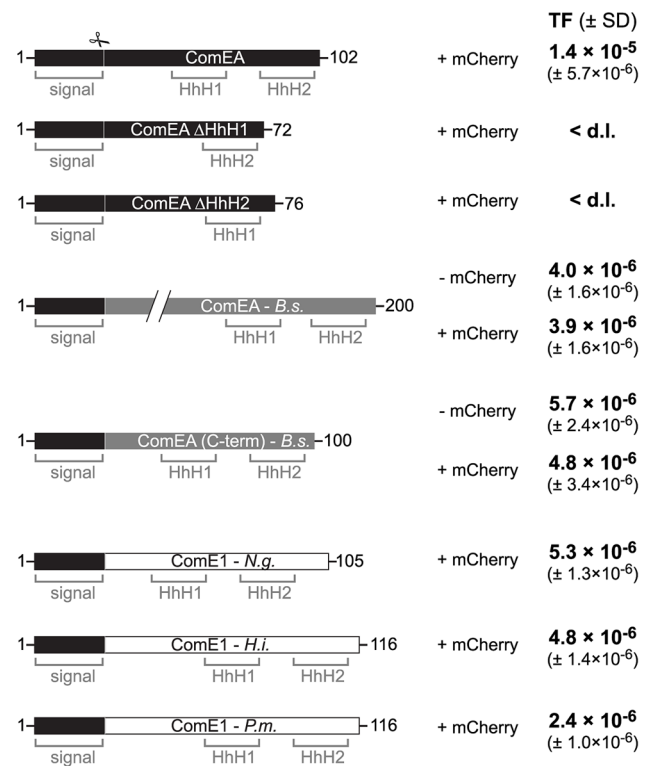 TF (± SD)
1 ComEA 102 + mCherry 1.4 × 10⁻⁵
(± 5.7×10⁻⁶)
signal HhH1 HhH2
1 ComEA ΔHhH1 72 + mCherry < d.l.
signal HhH2
1 ComEA ΔHhH2 76 + mCherry < d.l.
signal HhH1
- mCherry 4.0 × 10⁻⁶
(± 1.6×10⁻⁶)
1 ComEA - B.s. 200
signal HhH1 HhH2
+ mCherry 3.9 × 10⁻⁶
(± 1.6×10⁻⁶)
- mCherry 5.7 × 10⁻⁶
(± 2.4×10⁻⁶)
1 ComEA (C-term) - B.s. 100
signal HhH1 HhH2
+ mCherry 4.8 × 10⁻⁶
(± 3.4×10⁻⁶)
1 ComE1 - N.g. 105 + mCherry 5.3 × 10⁻⁶
(± 1.3×10⁻⁶)
signal HhH1 HhH2
1 ComE1 - H.i. 116 + mCherry 4.8 × 10⁻⁶
(± 1.4×10⁻⁶)
signal HhH1 HhH2
1 ComE1 - P.m. 116 + mCherry 2.4 × 10⁻⁶
(± 1.0×10⁻⁶)
signal HhH1 HhH2